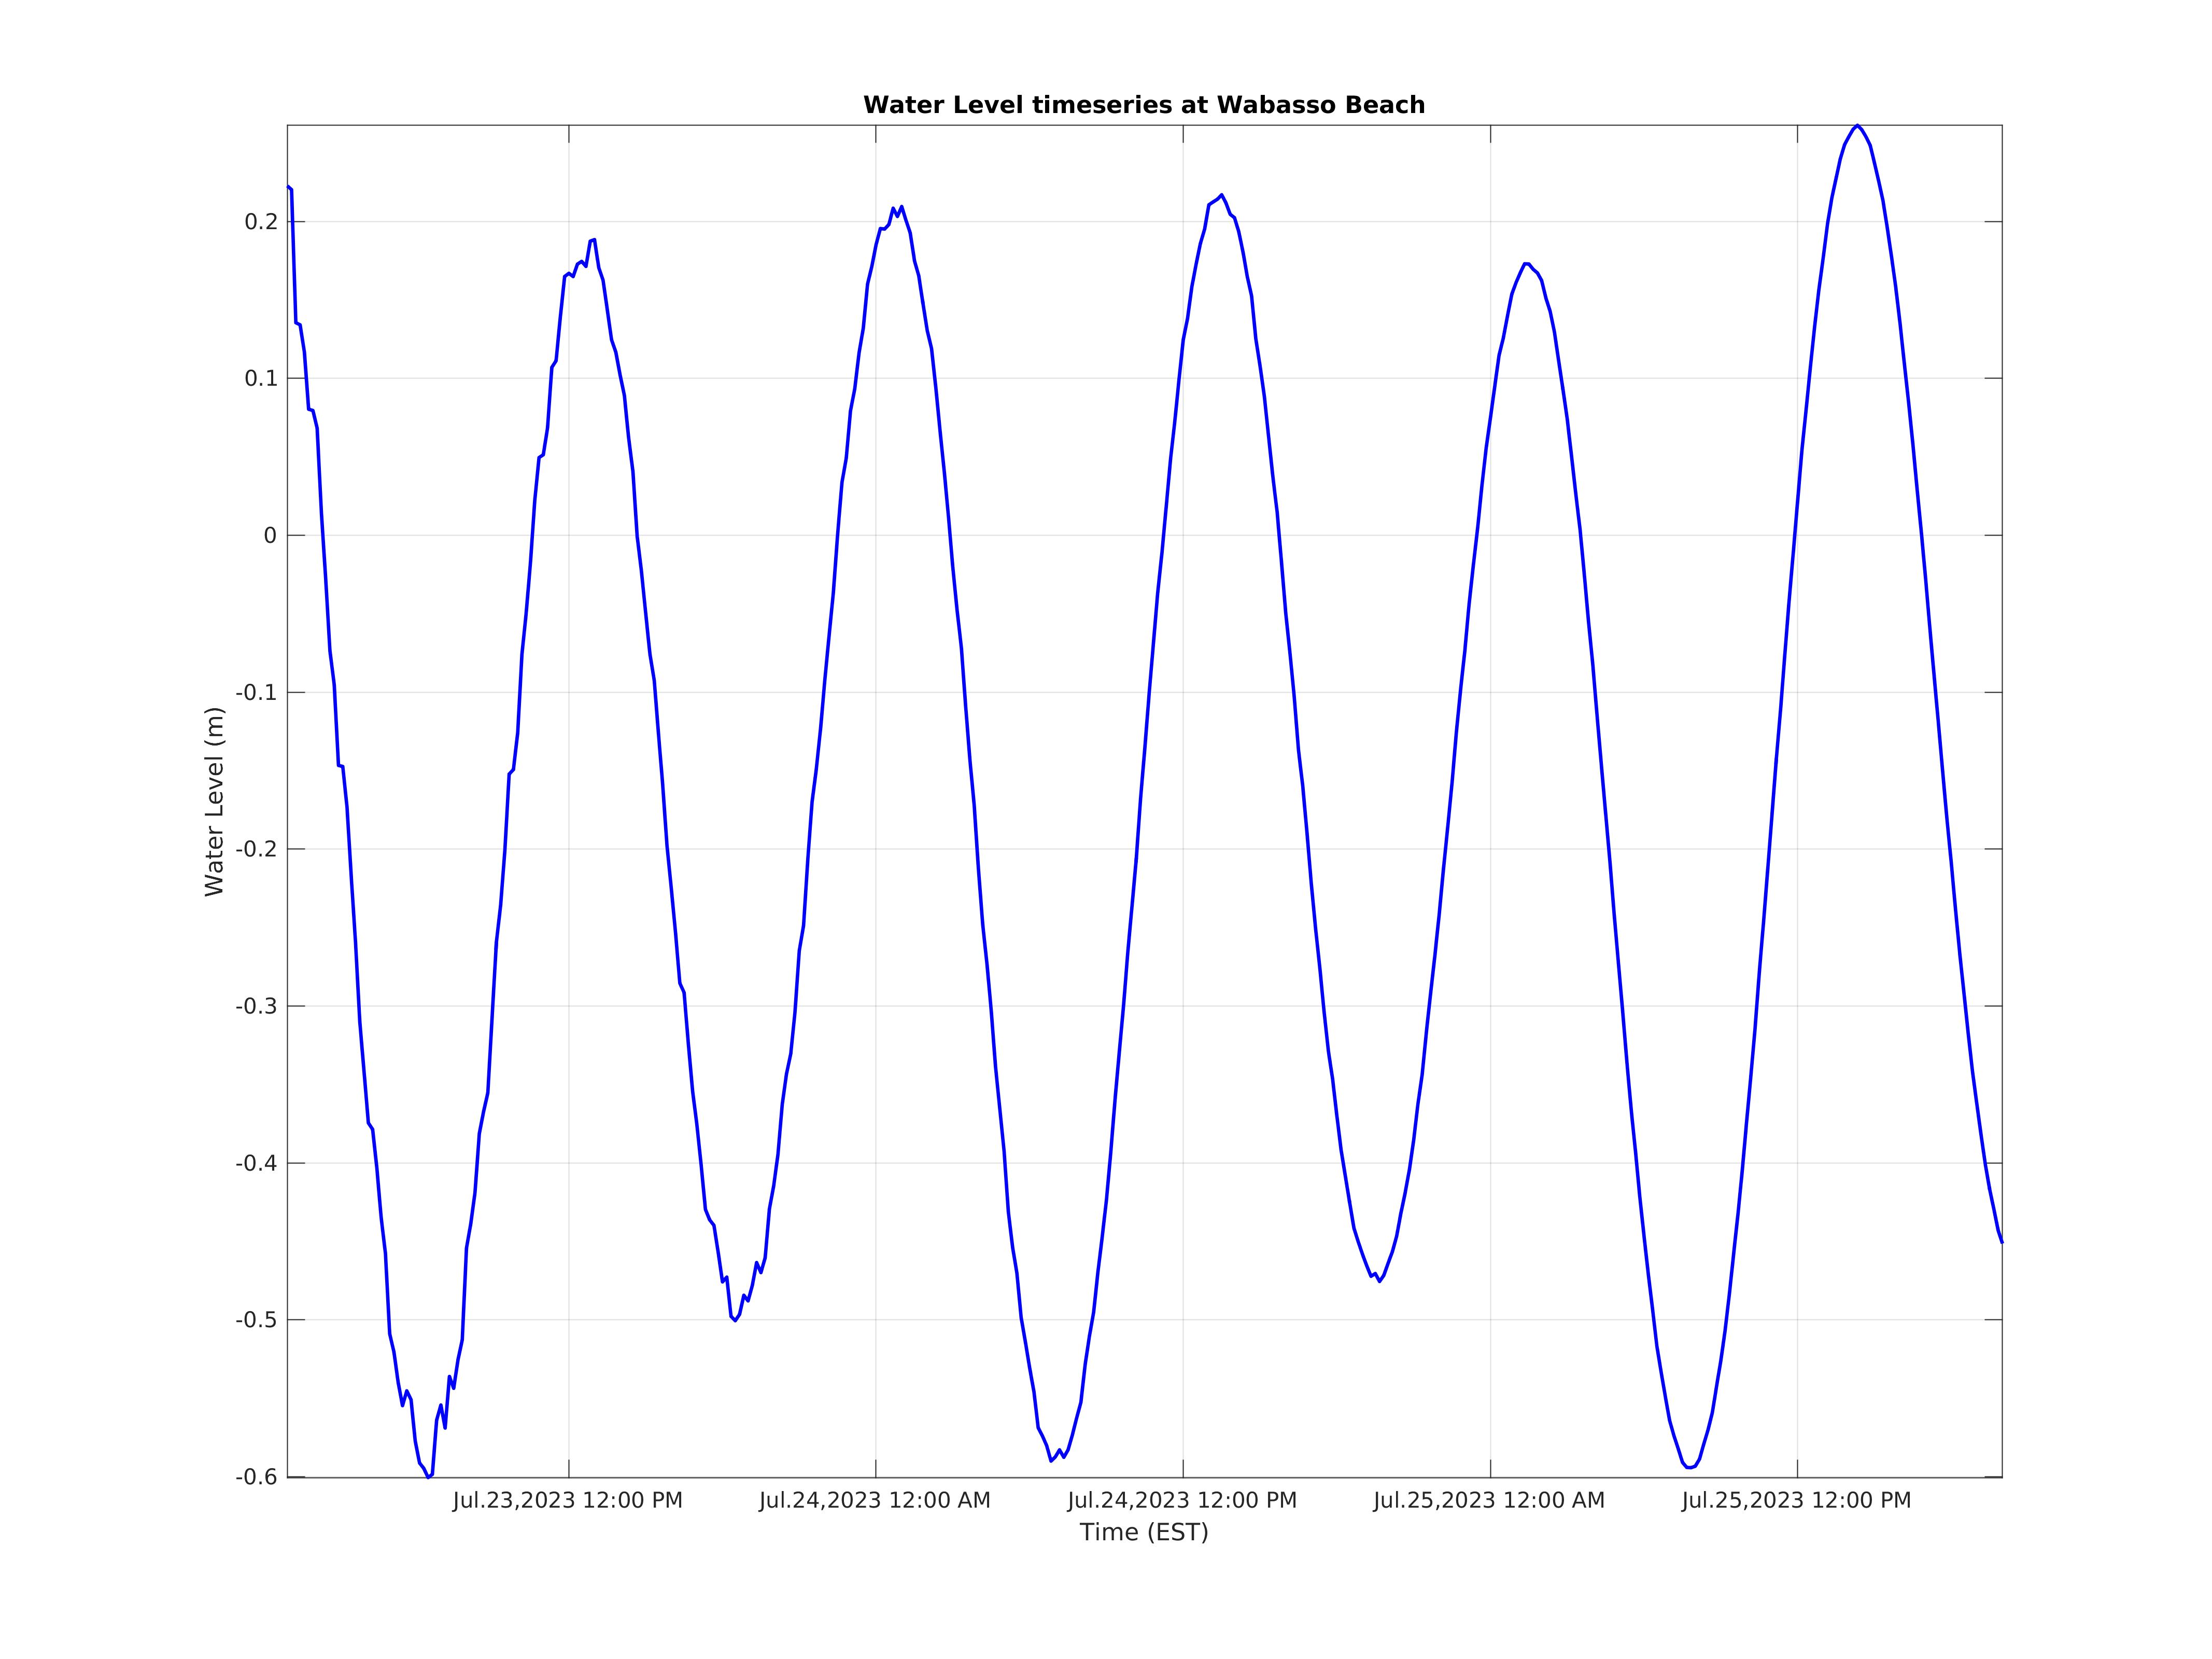 Water Level timeseries at Wabasso Beach
0.2
0.1
0
-0.1
-0.2
-0.3
-0.4
-0.5
-0.6
Water Level (m)
Jul.23,2023 12:00 PM
Jul.24,2023 12:00 AM
Jul.24,2023 12:00 PM
Jul.25,2023 12:00 AM
Jul.25,2023 12:00 PM
Time (EST)